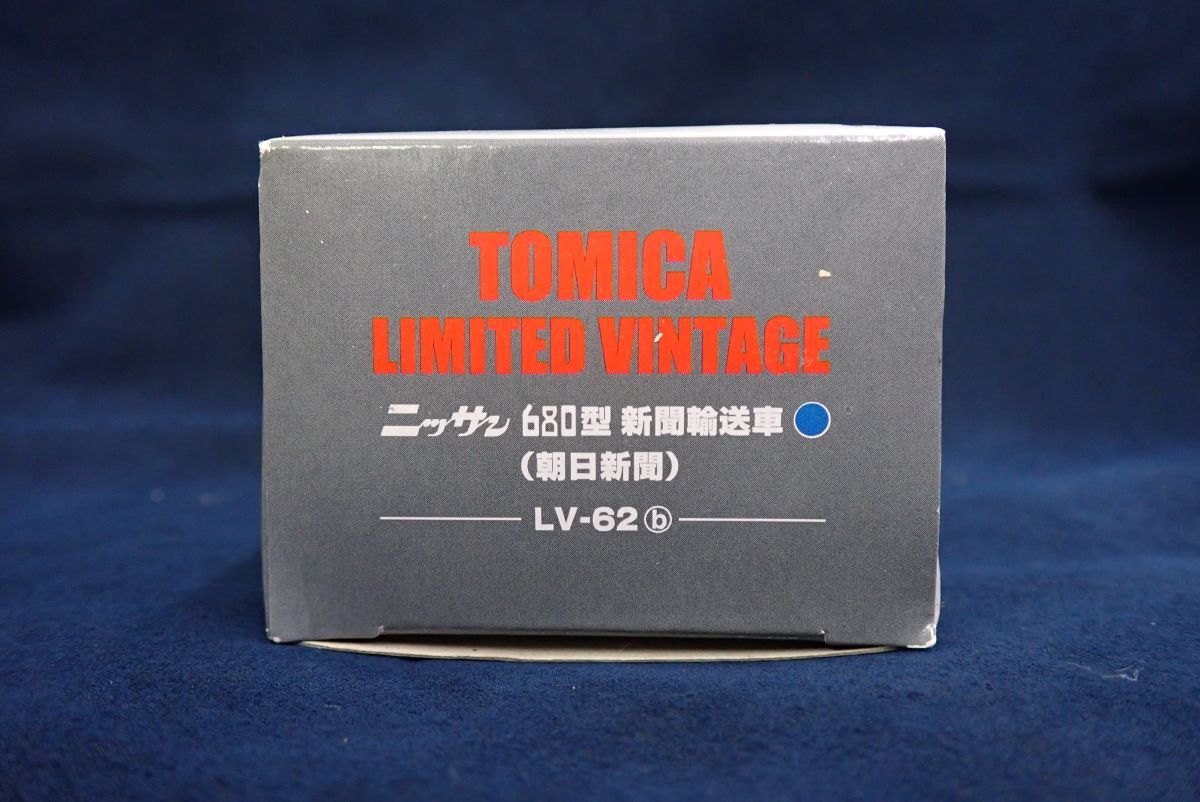 TOMICA
LIMITED VINTAGE
ニッサン 680型 新聞輸送車
(朝日新聞)
LV-62 ⓑ